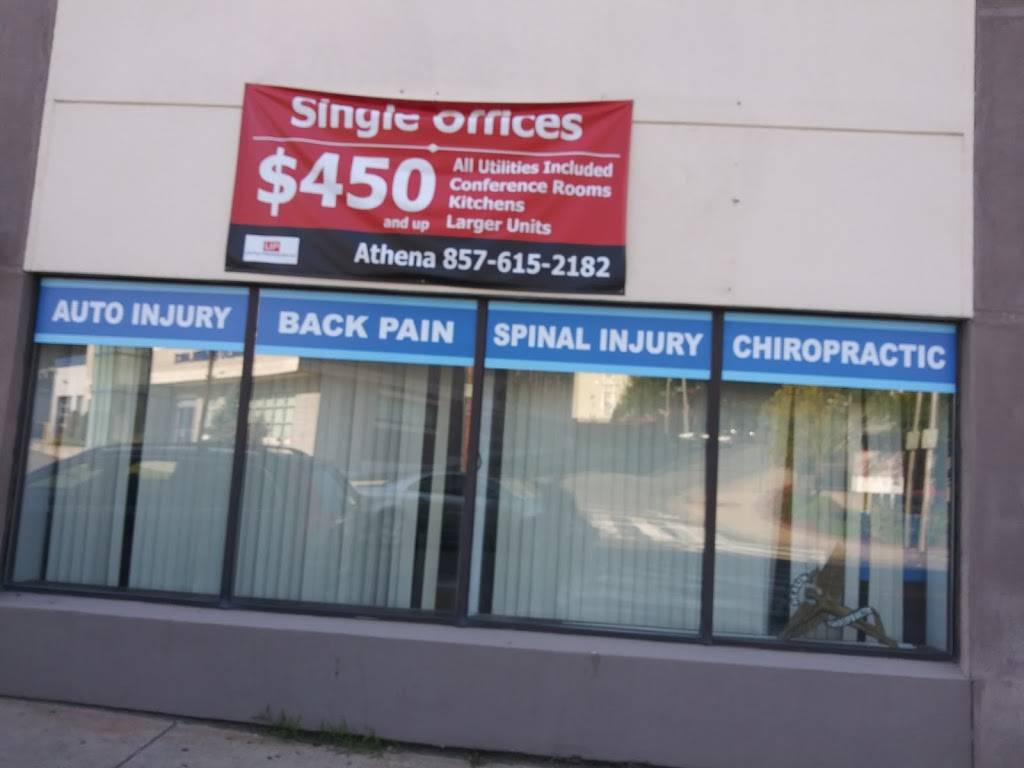 Single Offices
$450
and up
All Utilities Included
Conference Rooms
Kitchens
Larger Units
UP!
Athena 857-615-2182
AUTO INJURY
BACK PAIN
SPINAL INJURY
CHIROPRACTIC